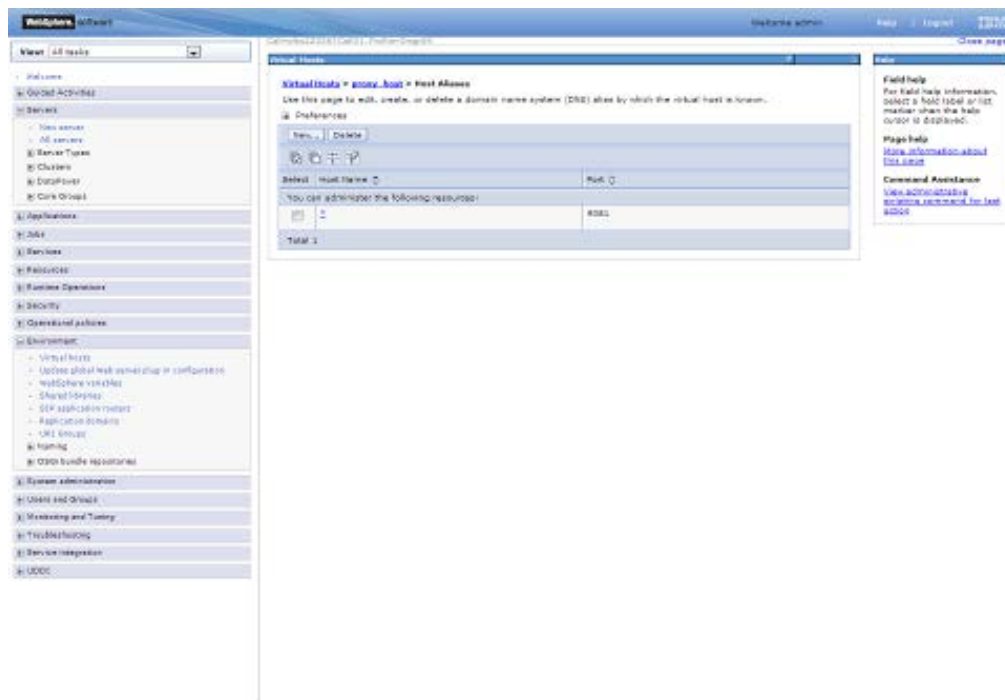 WebSphere. software
Welcome admin
Help | Logout
Close page
View: All tasks
Welcome
Guided Activities
Servers
New server
All servers
Server Types
Clusters
DataPower
Core Groups
Applications
Jobs
Services
Resources
Runtime Operations
Security
Operational policies
Environment
Virtual hosts
Update global Web server plug-in configuration
WebSphere variables
Shared libraries
SIP application routers
Replication domains
URI Groups
Naming
OSGi bundle repositories
System administration
Users and Groups
Monitoring and Tuning
Troubleshooting
Service integration
UDDI
Virtual Hosts
Virtual Hosts > proxy_host > Host Aliases
Use this page to edit, create, or delete a domain name system (DNS) alias by which the virtual host is known.
Preferences
New... Delete
Select Host Name Port
You can administer the following resources:
Total 1
Help
Field help
For field help information,
select a field label or list
marker when the help
cursor is displayed.
Page help
More information about
this page
Command Assistance
View administrative
scripting command for last
action